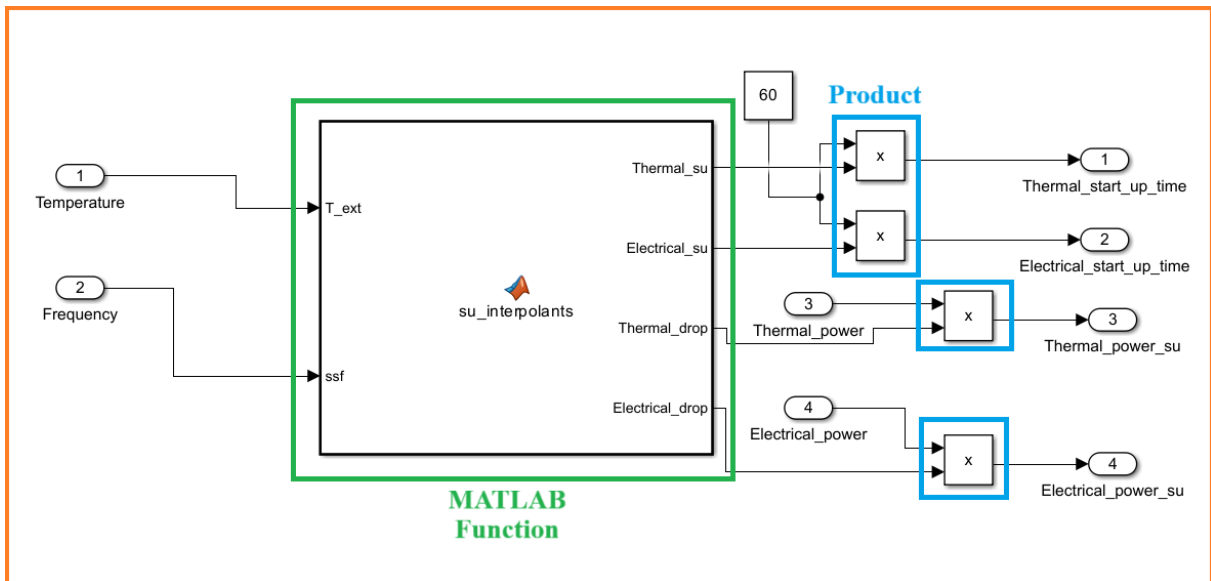 60
Product
1
Temperature
T_ext
Thermal_su
x
1
Thermal_start_up_time
Electrical_su
x
2
Electrical_start_up_time
2
Frequency
su_interpolants
3
Thermal_power
Thermal_drop
x
3
Thermal_power_su
ssf
Electrical_drop
4
Electrical_power
x
4
Electrical_power_su
MATLAB
Function